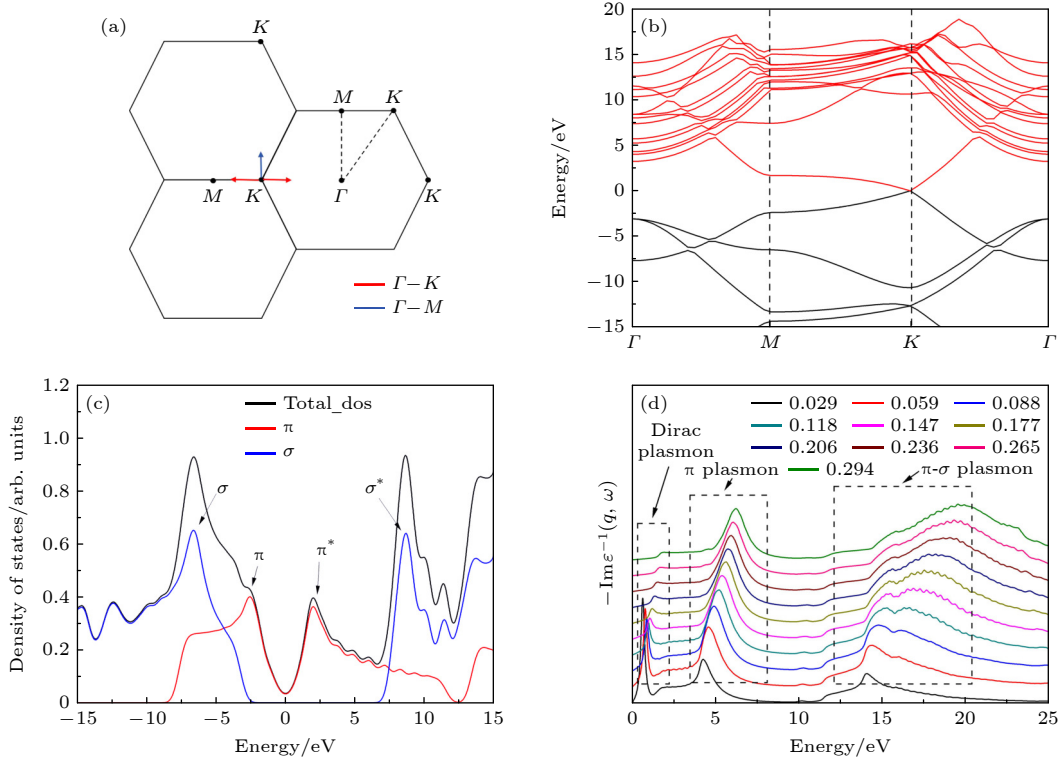 (a)
K
M
K
M
K
Γ
K
Γ−K
Γ−M
(b)
Energy/eV
20
15
10
5
0
−5
−10
−15
Γ
M
K
Γ
(c)
Density of states/arb. units
1.2
1.0
0.8
0.6
0.4
0.2
0
Total_dos
π
σ
σ
σ*
π
π*
−15
−10
−5
0
5
10
15
Energy/eV
(d)
0.029
0.059
0.088
0.118
0.147
0.177
0.206
0.236
0.265
0.294
Dirac
plasmon
π plasmon
π-σ plasmon
−Im ε⁻¹(q, ω)
0
5
10
15
20
25
Energy/eV